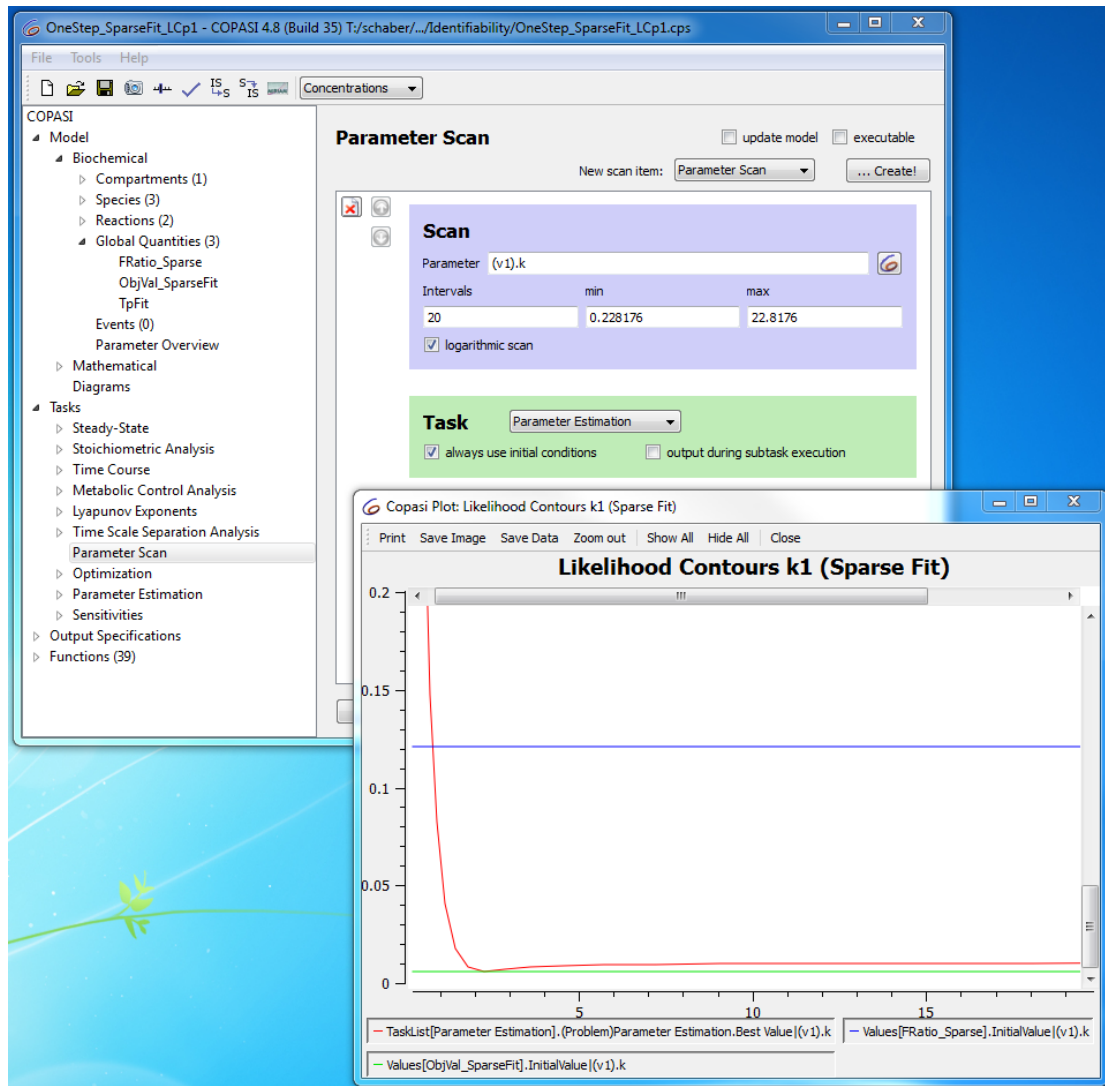 OneStep_SparseFit_LCp1 - COPASI 4.8 (Build 35) T:/schaber/.../Identifiability/OneStep_SparseFit_LCp1.cps
File Tools Help
Concentrations
COPASI
Model
Biochemical
Compartments (1)
Species (3)
Reactions (2)
Global Quantities (3)
FRatio_Sparse
ObjVal_SparseFit
TpFit
Events (0)
Parameter Overview
Mathematical
Diagrams
Tasks
Steady-State
Stoichiometric Analysis
Time Course
Metabolic Control Analysis
Lyapunov Exponents
Time Scale Separation Analysis
Parameter Scan
Optimization
Parameter Estimation
Sensitivities
Output Specifications
Functions (39)
Parameter Scan
update model executable
New scan item: Parameter Scan ... Create!
Scan
Parameter (v1).k
Intervals min max
20 0.228176 22.8176
logarithmic scan
Task Parameter Estimation
always use initial conditions output during subtask execution
Copasi Plot: Likelihood Contours k1 (Sparse Fit)
Print Save Image Save Data Zoom out Show All Hide All Close
Likelihood Contours k1 (Sparse Fit)
0.2
0.15
0.1
0.05
0
5 10 15
TaskList[Parameter Estimation].(Problem)Parameter Estimation.Best Value|(v1).k
Values[FRatio_Sparse].InitialValue|(v1).k
Values[ObjVal_SparseFit].InitialValue|(v1).k